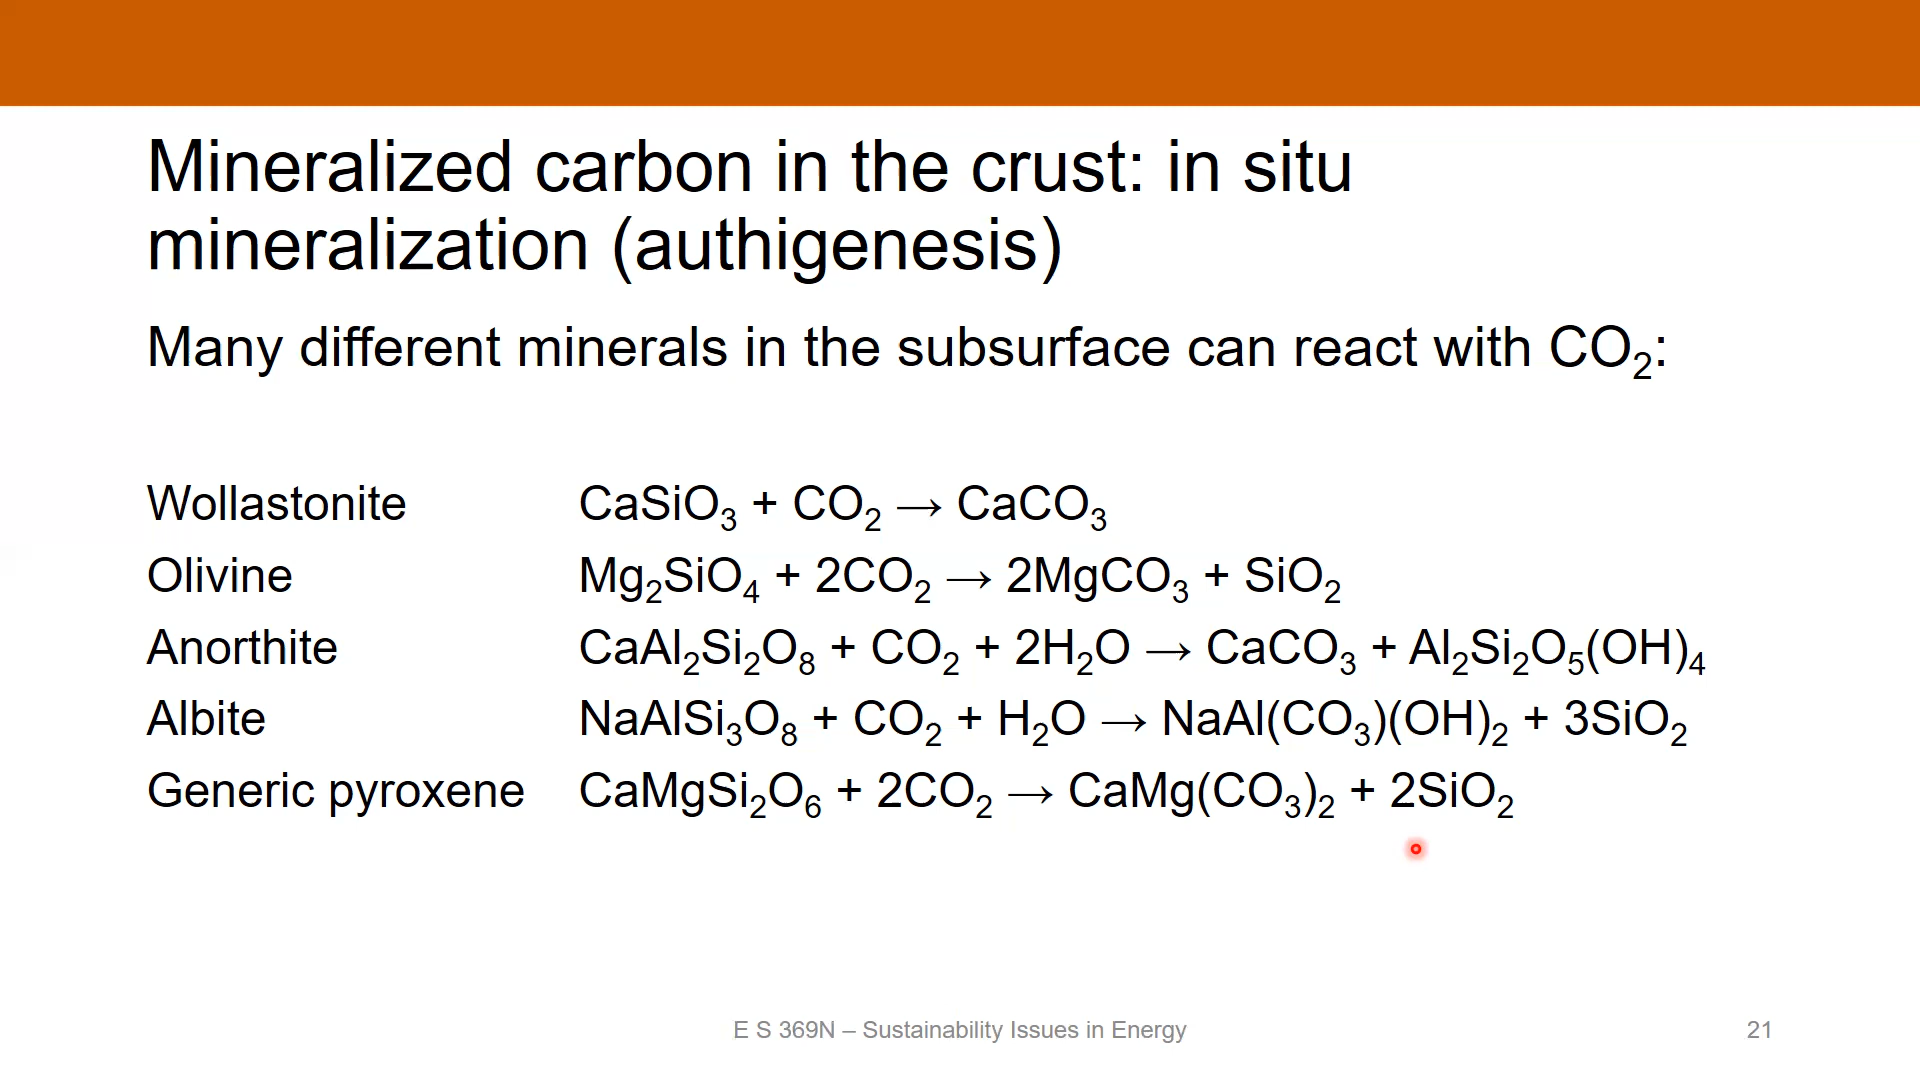 Mineralized carbon in the crust: in situ
mineralization (authigenesis)
Many different minerals in the subsurface can react with CO₂:
Wollastonite CaSiO₃ + CO₂ → CaCO₃
Olivine Mg₂SiO₄ + 2CO₂ → 2MgCO₃ + SiO₂
Anorthite CaAl₂Si₂O₈ + CO₂ + 2H₂O → CaCO₃ + Al₂Si₂O₅(OH)₄
Albite NaAlSi₃O₈ + CO₂ + H₂O → NaAl(CO₃)(OH)₂ + 3SiO₂
Generic pyroxene CaMgSi₂O₆ + 2CO₂ → CaMg(CO₃)₂ + 2SiO₂
E S 369N – Sustainability Issues in Energy 21